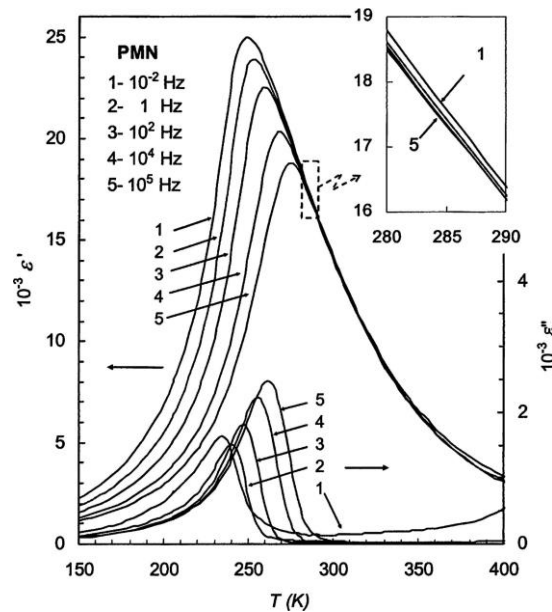 PMN
1- 10⁻² Hz
2- 1 Hz
3- 10² Hz
4- 10⁴ Hz
5- 10⁵ Hz
19
18
17
16
280 285 290
1
5
25
20
15
10
5
0
10⁻³ ε'
1
2
3
4
5
5
4
3
2
1
4
2
0
10⁻³ ε''
150 200 250 300 350 400
T (K)